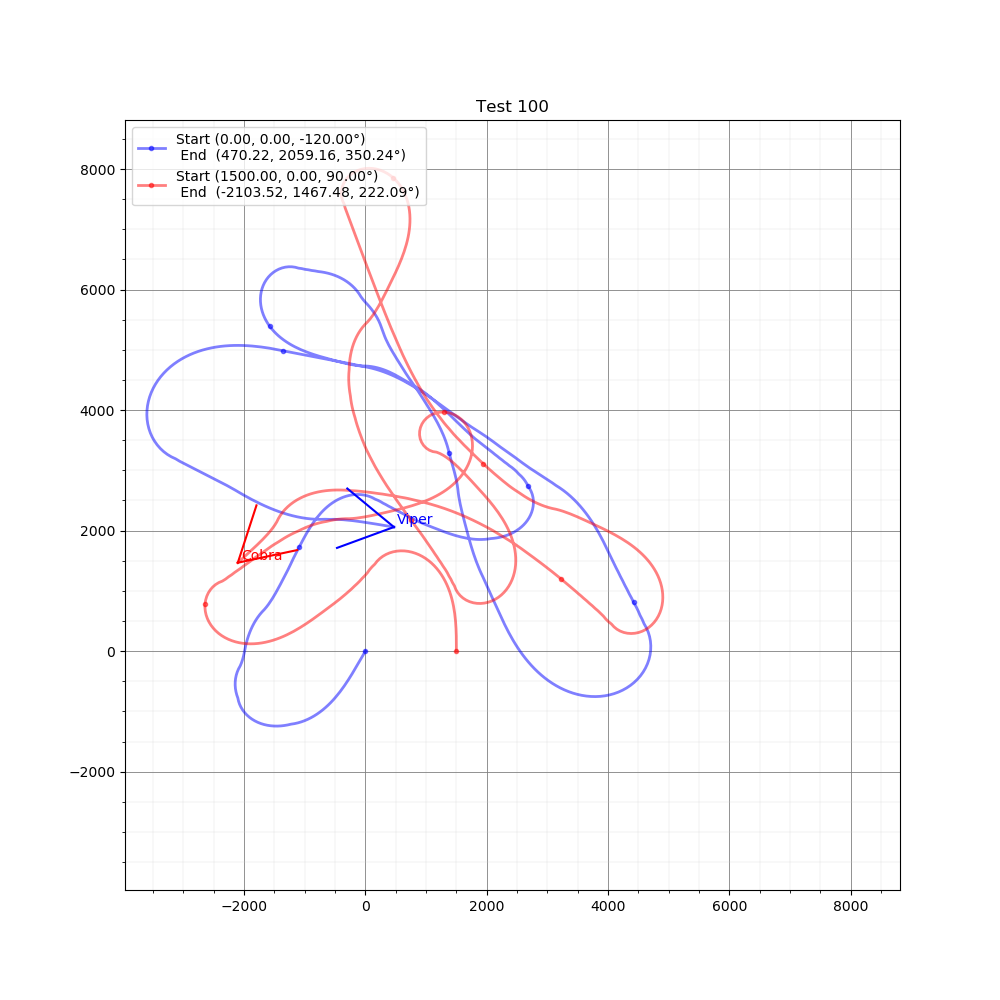 Test 100
Start (0.00, 0.00, -120.00°)
End (470.22, 2059.16, 350.24°)
Start (1500.00, 0.00, 90.00°)
End (-2103.52, 1467.48, 222.09°)
8000
6000
4000
2000
0
−2000
Viper
Cobra
−2000 0 2000 4000 6000 8000